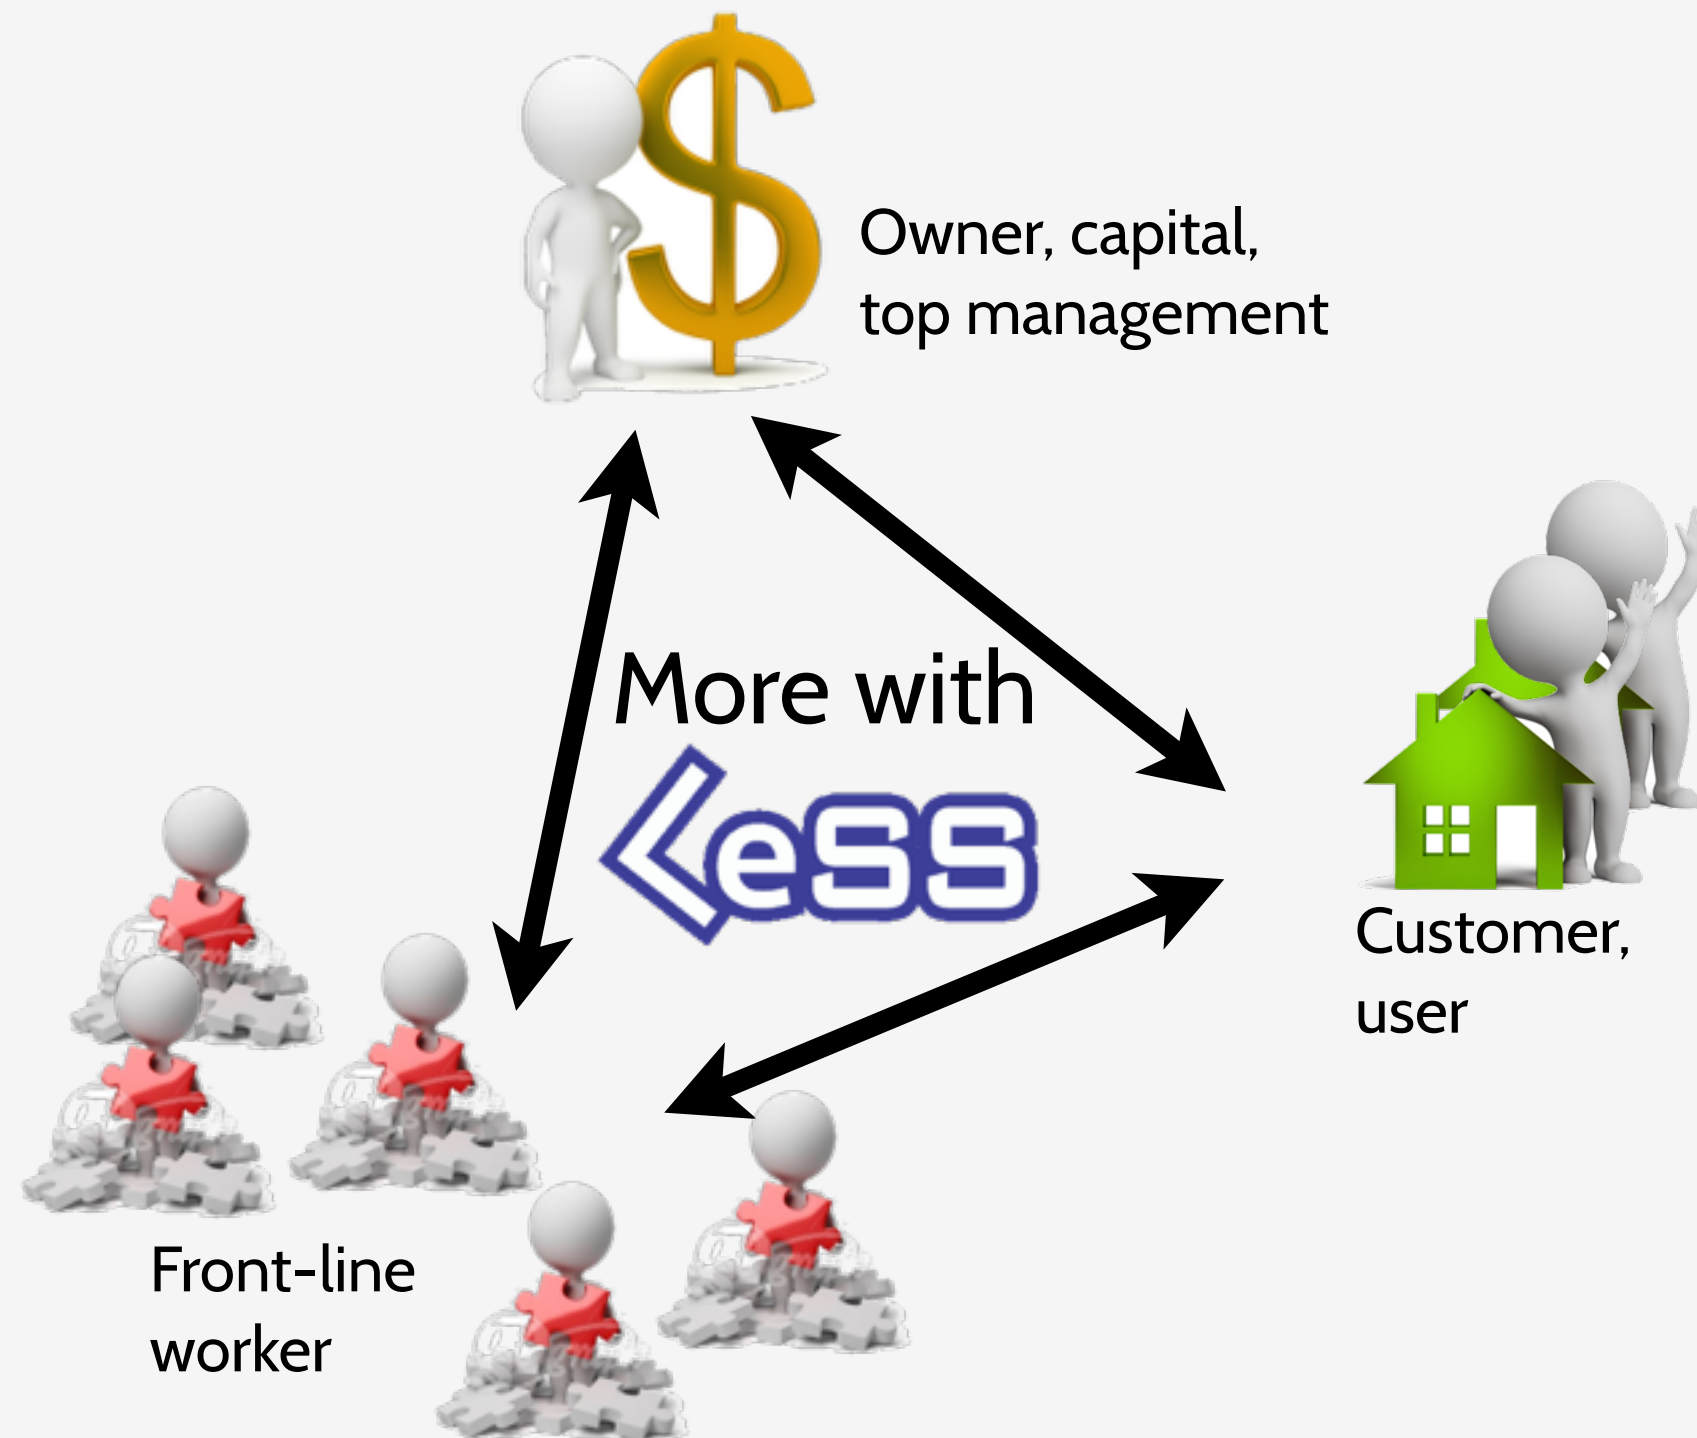 Owner, capital,
top management
More with
LeSS
Customer,
user
Front-line
worker